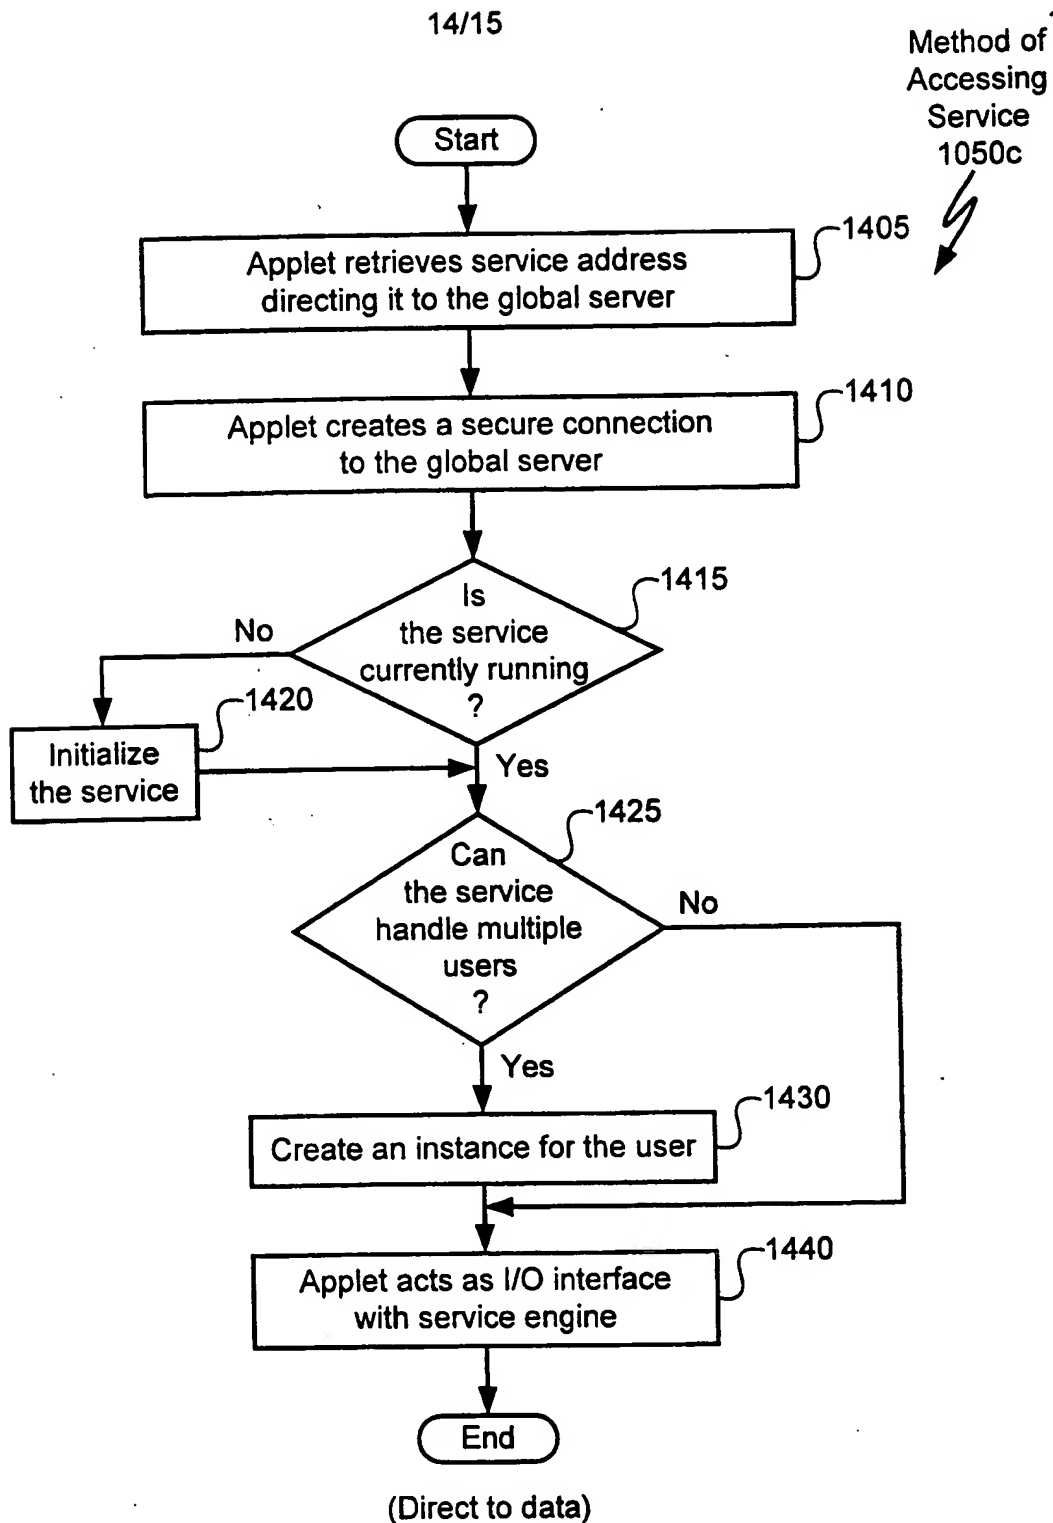 14/15
Method of
Accessing
Service
1050c
Start
1405
Applet retrieves service address
directing it to the global server
1410
Applet creates a secure connection
to the global server
1415
Is
the service
currently running
?
No
1420
Initialize
the service
Yes
1425
Can
the service
handle multiple
users
?
No
Yes
1430
Create an instance for the user
1440
Applet acts as I/O interface
with service engine
End
(Direct to data)